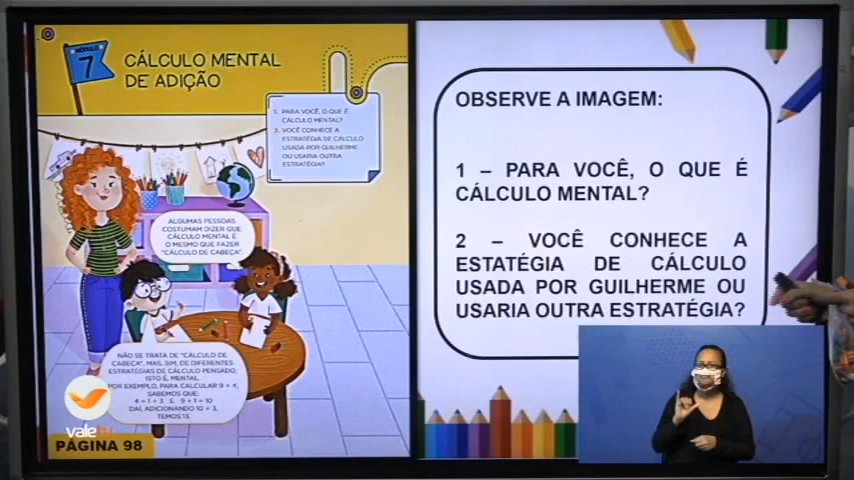 MÓDULO
7
CÁLCULO MENTAL
DE ADIÇÃO
1. PARA VOCÊ, O QUE É
CÁLCULO MENTAL?
2. VOCÊ CONHECE A
ESTRATÉGIA DE CÁLCULO
USADA POR GUILHERME
OU USARIA OUTRA
ESTRATÉGIA?
ALGUMAS PESSOAS
COSTUMAM DIZER QUE
CÁLCULO MENTAL É
O MESMO QUE FAZER
"CÁLCULO DE CABEÇA".
NÃO SE TRATA DE "CÁLCULO DE
CABEÇA", MAS, SIM, DE DIFERENTES
ESTRATÉGIAS DE CÁLCULO PENSADO,
ISTO É, MENTAL.
POR EXEMPLO, PARA CALCULAR 9 + 4,
SABEMOS QUE:
4 = 1 + 3 E 9 + 1 = 10
DAÍ, ADICIONANDO 10 + 3,
TEMOS 13.
vale tv
PÁGINA 98
OBSERVE A IMAGEM:
1 – PARA VOCÊ, O QUE É
CÁLCULO MENTAL?
2 – VOCÊ CONHECE A
ESTATÉGIA DE CÁLCULO
USADA POR GUILHERME OU
USARIA OUTRA ESTRATÉGIA?